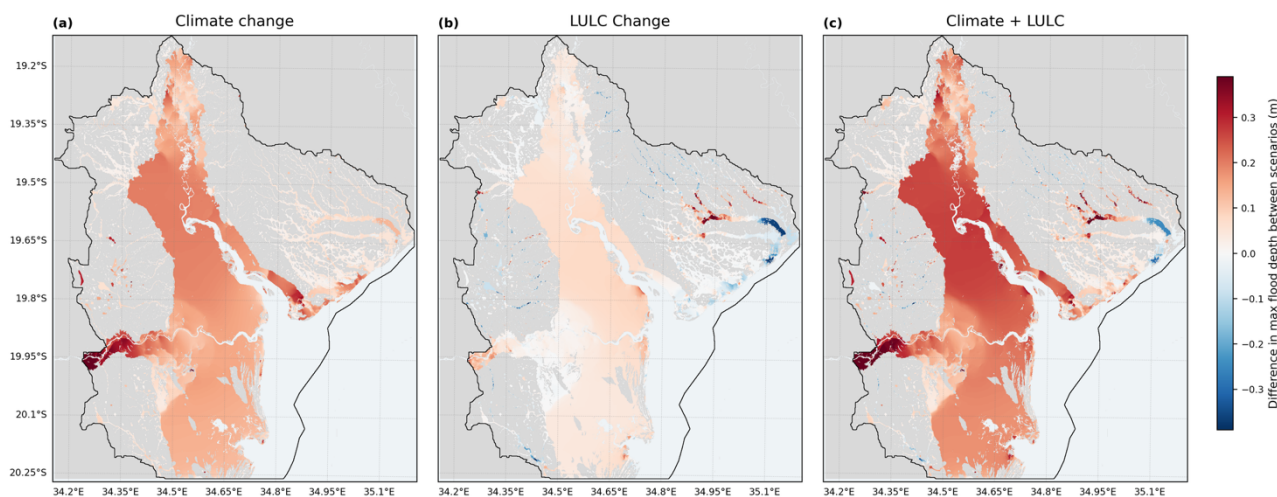 (a) Climate change
(b) LULC Change
(c) Climate + LULC
19.2°S
19.35°S
19.5°S
19.65°S
19.8°S
19.95°S
20.1°S
20.25°S
34.2°E 34.35°E 34.5°E 34.65°E 34.8°E 34.95°E 35.1°E
34.2°E 34.35°E 34.5°E 34.65°E 34.8°E 34.95°E 35.1°E
34.2°E 34.35°E 34.5°E 34.65°E 34.8°E 34.95°E 35.1°E
0.3
0.2
0.1
0.0
−0.1
−0.2
−0.3
Difference in max flood depth between scenarios (m)